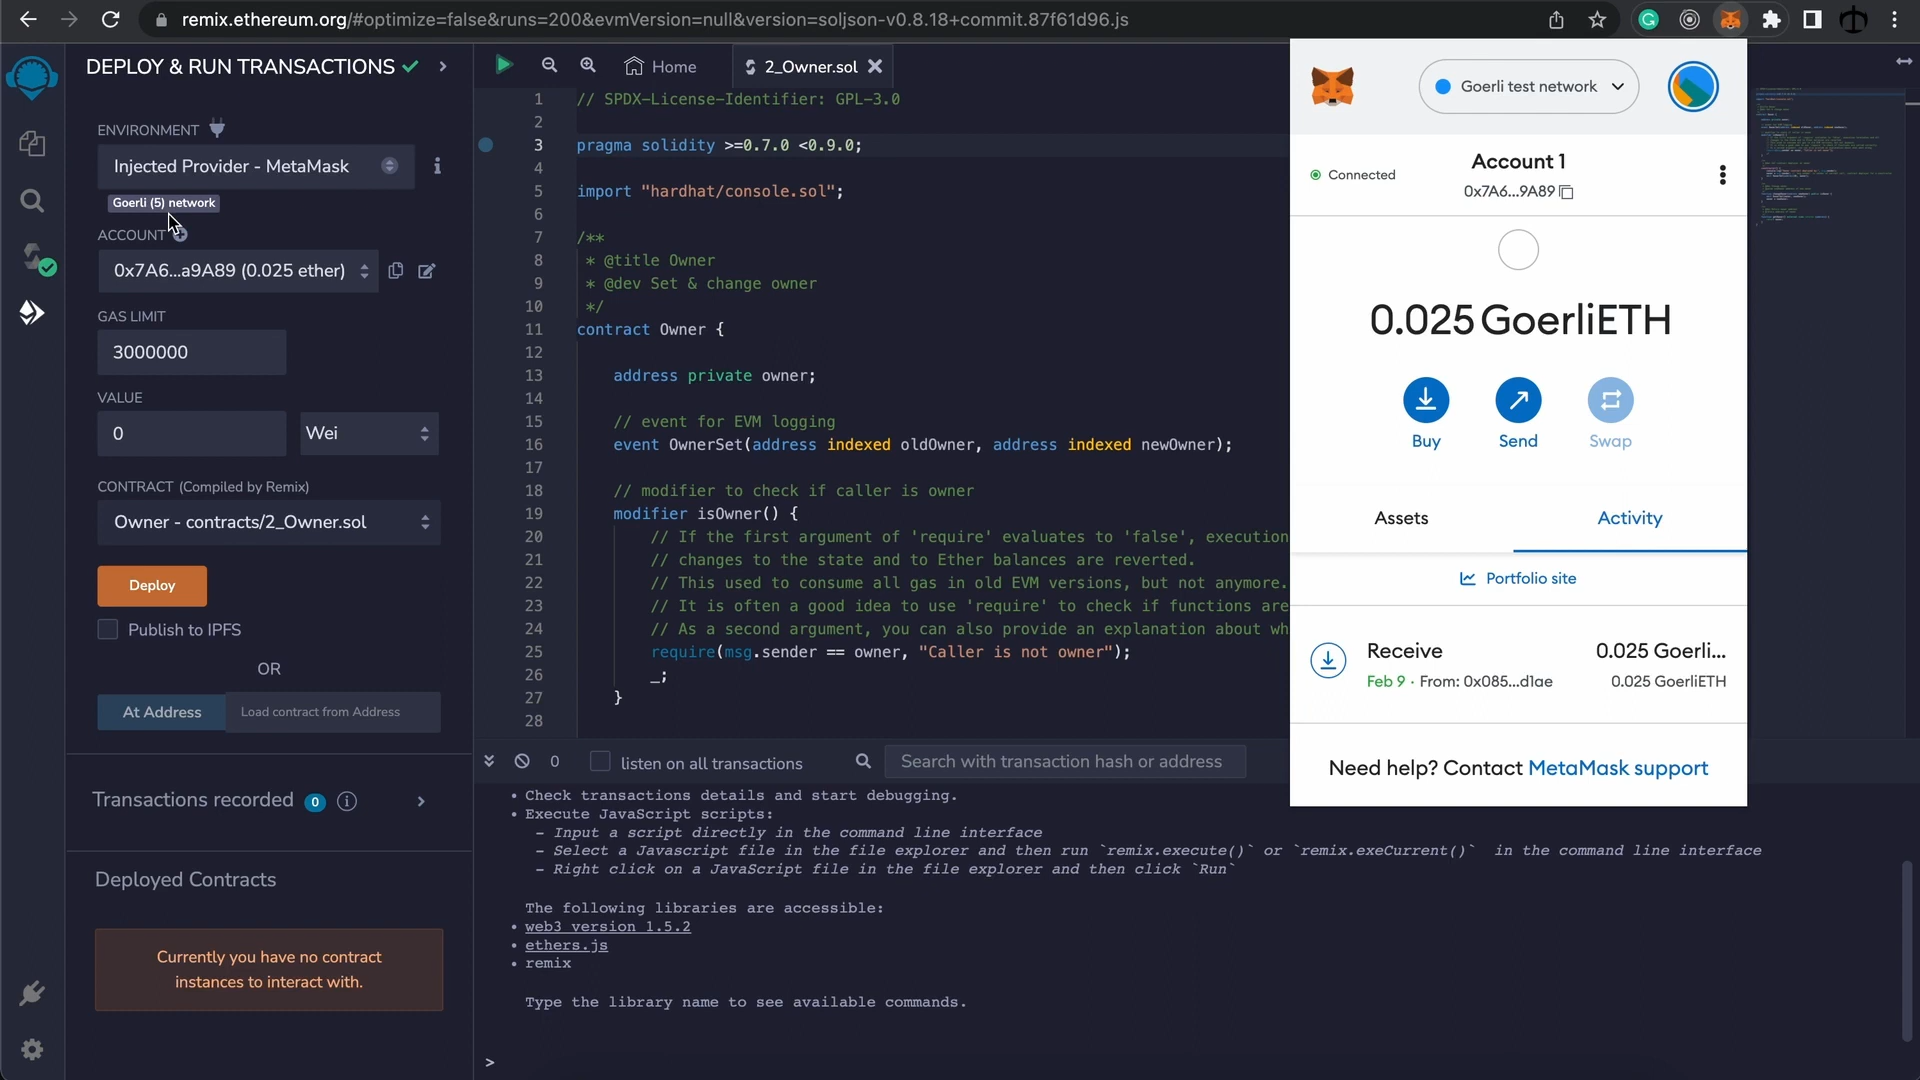 remix.ethereum.org/#optimize=false&runs=200&evmVersion=null&version=soljson-v0.8.18+commit.87f61d96.js
DEPLOY & RUN TRANSACTIONS
ENVIRONMENT
Injected Provider - MetaMask
Goerli (5) network
ACCOUNT
0x7A6...a9A89 (0.025 ether)
GAS LIMIT
3000000
VALUE
0
Wei
CONTRACT (Compiled by Remix)
Owner - contracts/2_Owner.sol
Deploy
Publish to IPFS
OR
At Address
Load contract from Address
Transactions recorded 0
Deployed Contracts
Currently you have no contract
instances to interact with.
Home
2_Owner.sol
1 // SPDX-License-Identifier: GPL-3.0
2
3 pragma solidity >=0.7.0 <0.9.0;
4
5 import "hardhat/console.sol";
6
7 /**
8 * @title Owner
9 * @dev Set & change owner
10 */
11 contract Owner {
12
13 address private owner;
14
15 // event for EVM logging
16 event OwnerSet(address indexed oldOwner, address indexed newOwner);
17
18 // modifier to check if caller is owner
19 modifier isOwner() {
20 // If the first argument of 'require' evaluates to 'false', execution
21 // changes to the state and to Ether balances are reverted.
22 // This used to consume all gas in old EVM versions, but not anymore.
23 // It is often a good idea to use 'require' to check if functions are
24 // As a second argument, you can also provide an explanation about wh
25 require(msg.sender == owner, "Caller is not owner");
26 _;
27 }
28
0
listen on all transactions
Search with transaction hash or address
• Check transactions details and start debugging.
• Execute JavaScript scripts:
- Input a script directly in the command line interface
- Select a Javascript file in the file explorer and then run `remix.execute()` or `remix.exeCurrent()` in the command line interface
- Right click on a JavaScript file in the file explorer and then click `Run`
The following libraries are accessible:
• web3 version 1.5.2
• ethers.js
• remix
Type the library name to see available commands.
>
Goerli test network
Connected
Account 1
0x7A6...9A89
0.025 GoerliETH
Buy
Send
Swap
Assets
Activity
Portfolio site
Receive
0.025 Goerli...
Feb 9 · From: 0x085...d1ae
0.025 GoerliETH
Need help? Contact MetaMask support